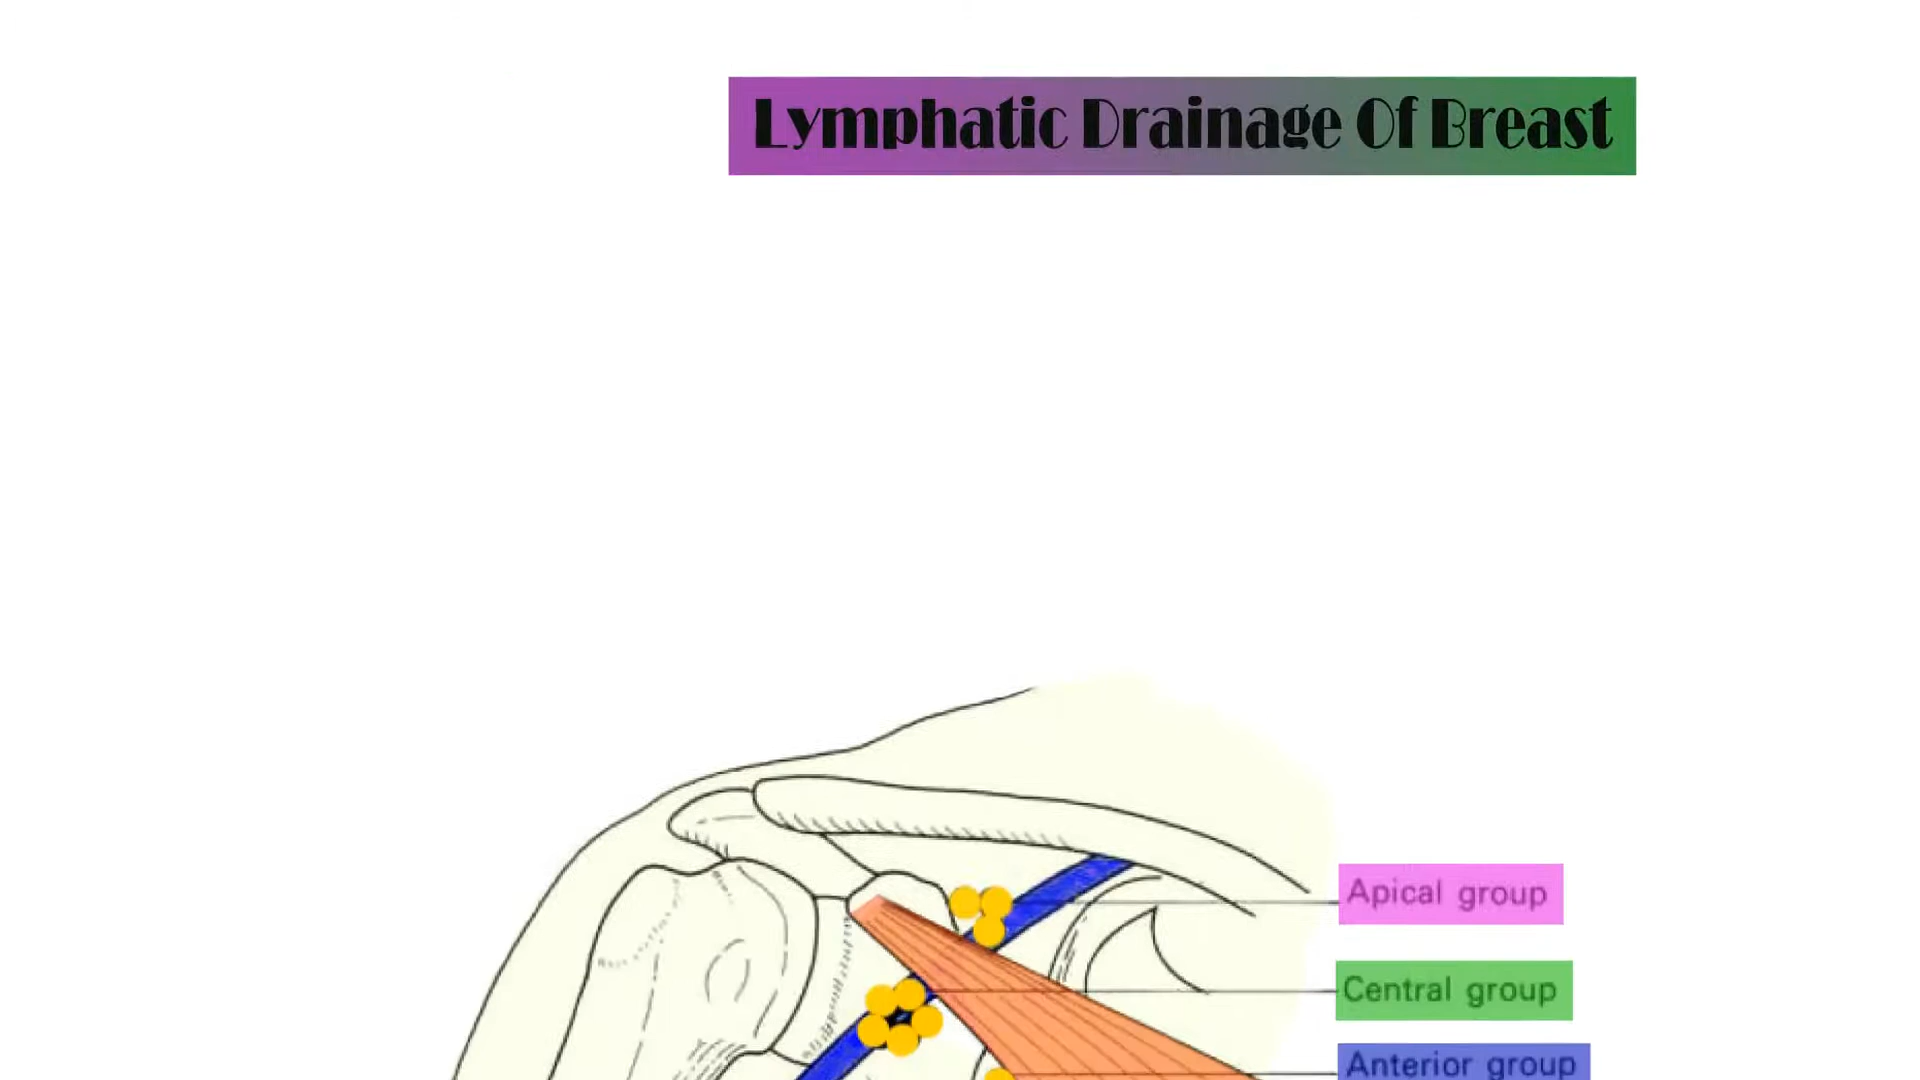 Lymphatic Drainage Of Breast
Apical group
Central group
Anterior group